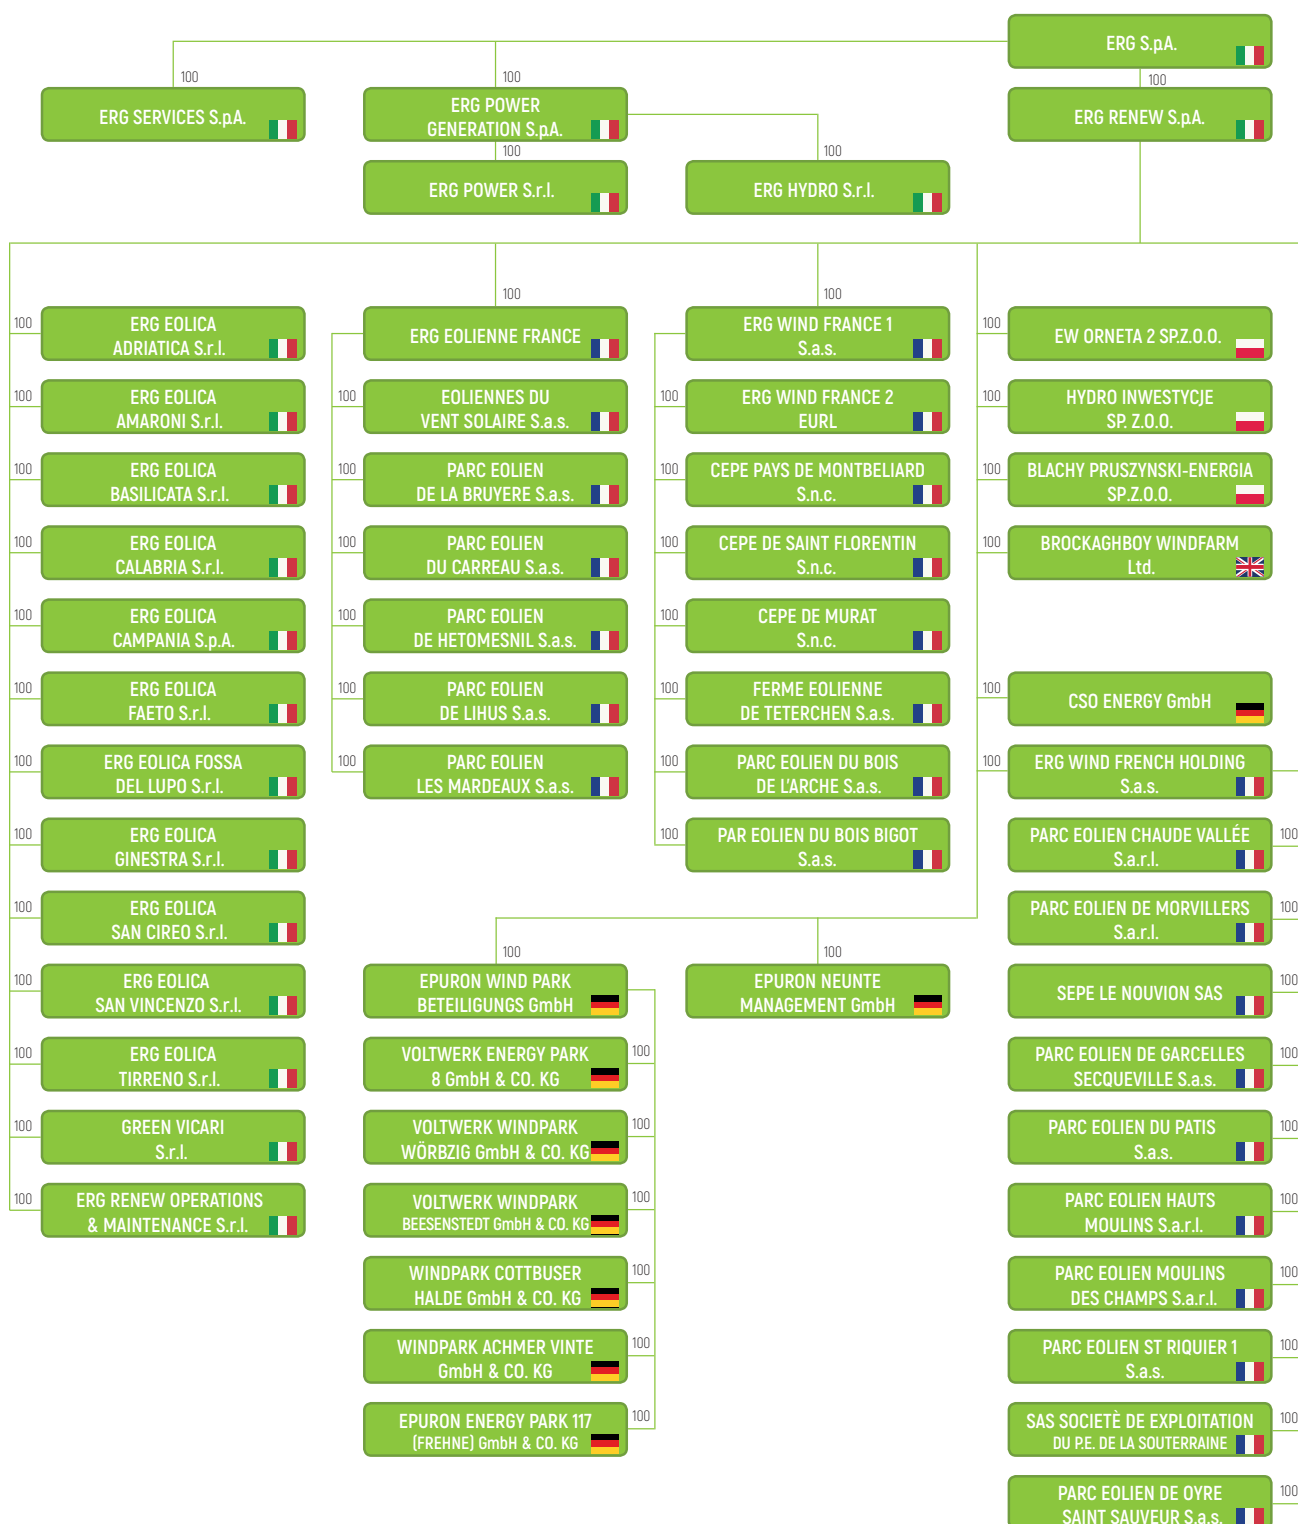 ERG S.p.A.
100
100
100
ERG SERVICES S.p.A.
ERG POWER
GENERATION S.p.A.
ERG RENEW S.p.A.
100
100
ERG POWER S.r.l.
ERG HYDRO S.r.l.
100
ERG EOLICA
ADRIATICA S.r.l.
100
ERG EOLICA
AMARONI S.r.l.
100
ERG EOLICA
BASILICATA S.r.l.
100
ERG EOLICA
CALABRIA S.r.l.
100
ERG EOLICA
CAMPANIA S.p.A.
100
ERG EOLICA
FAETO S.r.l.
100
ERG EOLICA FOSSA
DEL LUPO S.r.l.
100
ERG EOLICA
GINESTRA S.r.l.
100
ERG EOLICA
SAN CIREO S.r.l.
100
ERG EOLICA
SAN VINCENZO S.r.l.
100
ERG EOLICA
TIRRENO S.r.l.
100
GREEN VICARI
S.r.l.
100
ERG RENEW OPERATIONS
& MAINTENANCE S.r.l.
100
ERG EOLIENNE FRANCE
100
EOLIENNES DU
VENT SOLAIRE S.a.s.
100
PARC EOLIEN
DE LA BRUYERE S.a.s.
100
PARC EOLIEN
DU CARREAU S.a.s.
100
PARC EOLIEN
DE HETOMESNIL S.a.s.
100
PARC EOLIEN
DE LIHUS S.a.s.
100
PARC EOLIEN
LES MARDEAUX S.a.s.
100
ERG WIND FRANCE 1
S.a.s.
100
ERG WIND FRANCE 2
EURL
100
CEPE PAYS DE MONTBELIARD
S.n.c.
100
CEPE DE SAINT FLORENTIN
S.n.c.
100
CEPE DE MURAT
S.n.c.
100
FERME EOLIENNE
DE TETERCHEN S.a.s.
100
PARC EOLIEN DU BOIS
DE L'ARCHE S.a.s.
100
PAR EOLIEN DU BOIS BIGOT
S.a.s.
100
EPURON WIND PARK
BETEILIGUNGS GmbH
100
EPURON NEUNTE
MANAGEMENT GmbH
VOLTWERK ENERGY PARK
8 GmbH & CO. KG
100
VOLTWERK WINDPARK
WÖRBZIG GmbH & CO. KG
100
VOLTWERK WINDPARK
BEESENSTEDT GmbH & CO. KG
100
WINDPARK COTTBUSER
HALDE GmbH & CO. KG
100
WINDPARK ACHMER VINTE
GmbH & CO. KG
100
EPURON ENERGY PARK 117
(FREHNE) GmbH & CO. KG
100
100
EW ORNETA 2 SP.Z.O.O.
100
HYDRO INWESTYCJE
SP. Z.O.O.
100
BLACHY PRUSZYNSKI-ENERGIA
SP.Z.O.O.
100
BROCKAGHBOY WINDFARM
Ltd.
100
CSO ENERGY GmbH
100
ERG WIND FRENCH HOLDING
S.a.s.
PARC EOLIEN CHAUDE VALLÉE
S.a.r.l.
100
PARC EOLIEN DE MORVILLERS
S.a.r.l.
100
SEPE LE NOUVION SAS
100
PARC EOLIEN DE GARCELLES
SECQUEVILLE S.a.s.
100
PARC EOLIEN DU PATIS
S.a.s.
100
PARC EOLIEN HAUTS
MOULINS S.a.r.l.
100
PARC EOLIEN MOULINS
DES CHAMPS S.a.r.l.
100
PARC EOLIEN ST RIQUIER 1
S.a.s.
100
SAS SOCIETÈ DE EXPLOITATION
DU P.E. DE LA SOUTERRAINE
100
PARC EOLIEN DE OYRE
SAINT SAUVEUR S.a.s.
100